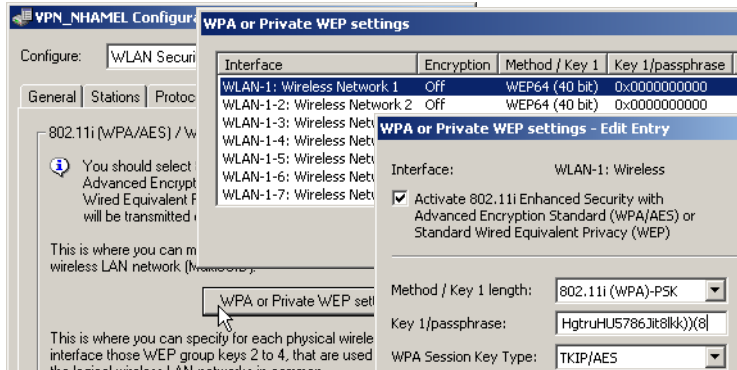 VPN_NHAMEL Configura
Configure: WLAN Securi
General Stations Protoc
802.11i (WPA/AES) / W
You should select
Advanced Encrypt
Wired Equivalent P
will be transmitted
This is where you can m
wireless LAN network
WPA or Private WEP sett
This is where you can specify for each physical wirele
interface those WEP group keys 2 to 4, that are used
the logical wireless LAN networks in common
WPA or Private WEP settings
Interface Encryption Method / Key 1 Key 1/passphrase
WLAN-1: Wireless Network 1 Off WEP64 (40 bit) 0x0000000000
WLAN-1-2: Wireless Network 2 Off WEP64 (40 bit) 0x0000000000
WLAN-1-3: Wireless Netw
WLAN-1-4: Wireless Netw
WLAN-1-5: Wireless Netw
WLAN-1-6: Wireless Netw
WLAN-1-7: Wireless Netw
WPA or Private WEP settings - Edit Entry
Interface: WLAN-1: Wireless
Activate 802.11i Enhanced Security with
Advanced Encryption Standard (WPA/AES) or
Standard Wired Equivalent Privacy (WEP)
Method / Key 1 length: 802.11i (WPA)-PSK
Key 1/passphrase: HgtruHU5786Jit8lkk))(8
WPA Session Key Type: TKIP/AES